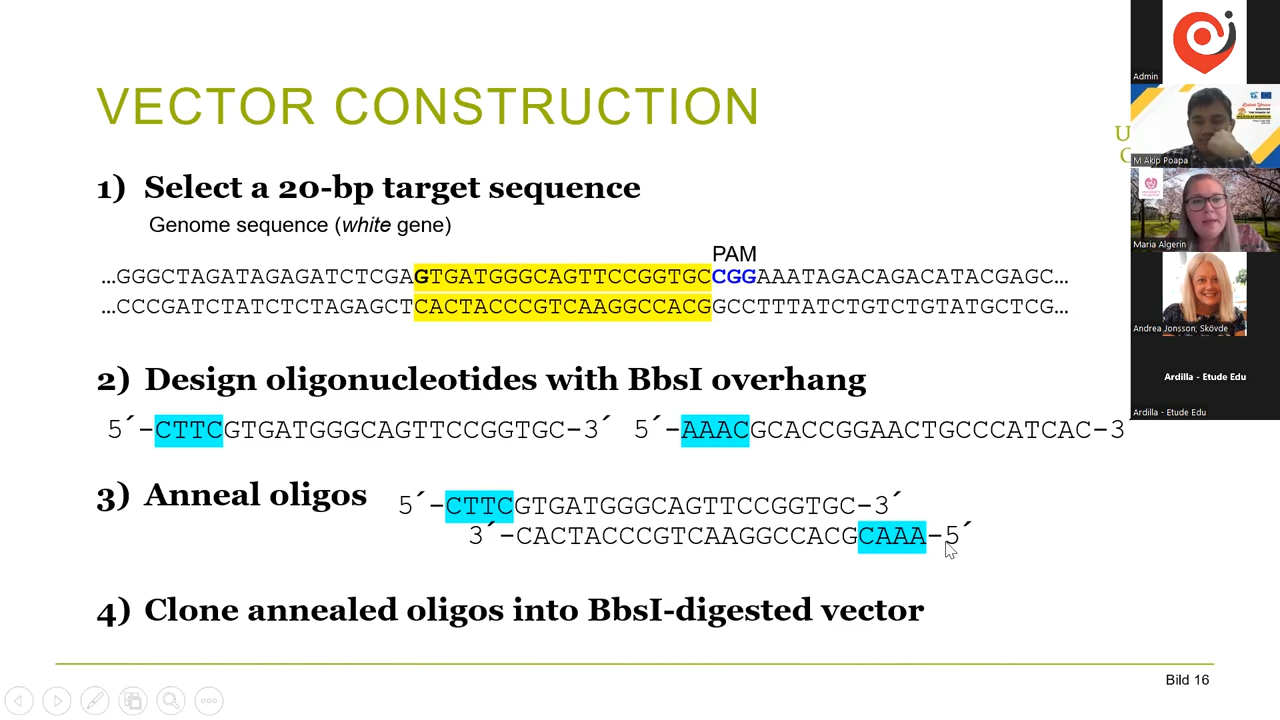 VECTOR CONSTRUCTION
1) Select a 20-bp target sequence
Genome sequence (white gene)
PAM
...GGGCTAGATAGAGATCTCGAGTGATGGGCAGTTCCGGTGCCGGAAATAGACAGACATACGAGC...
...CCCGATCTATCTCTAGAGCTCACTACCCGTCAAGGCCACGGCCTTTATCTGTCTGTATGCTCG...
2) Design oligonucleotides with BbsI overhang
5´-CTTCGTGATGGGCAGTTCCGGTGC-3´ 5´-AAACGCACCGGAACTGCCCATCAC-3
3) Anneal oligos
5´-CTTCGTGATGGGCAGTTCCGGTGC-3´
3´-CACTACCCGTCAAGGCCACGCAAA-5´
4) Clone annealed oligos into BbsI-digested vector
Bild 16
Admin
M Akip Poapa
Maria Algerin
Andrea Jonsson, Skövde
Ardilla - Etude Edu
Ardilla - Etude Edu